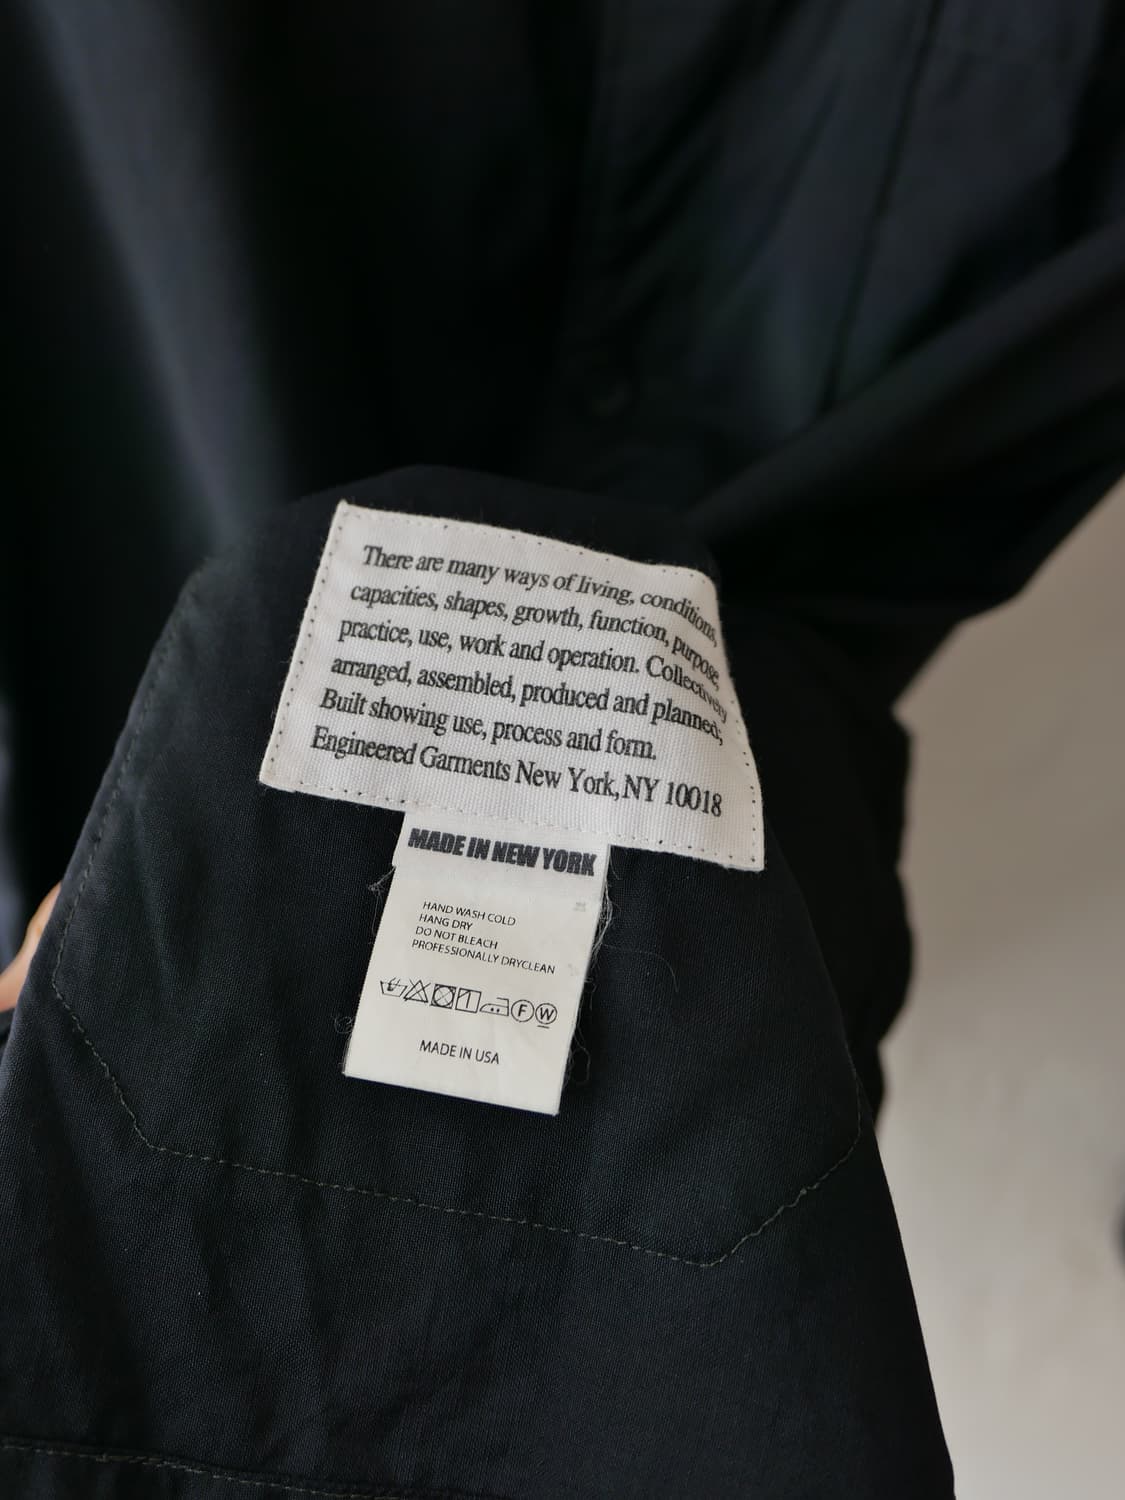 There are many ways of living, conditions,
capacities, shapes, growth, function, purpose,
practice, use, work and operation. Collectively
arranged, assembled, produced and planned;
Built showing use, process and form.
Engineered Garments New York, NY 10018
MADE IN NEW YORK
HAND WASH COLD
HANG DRY
DO NOT BLEACH
PROFESSIONALLY DRYCLEAN
F W
MADE IN USA